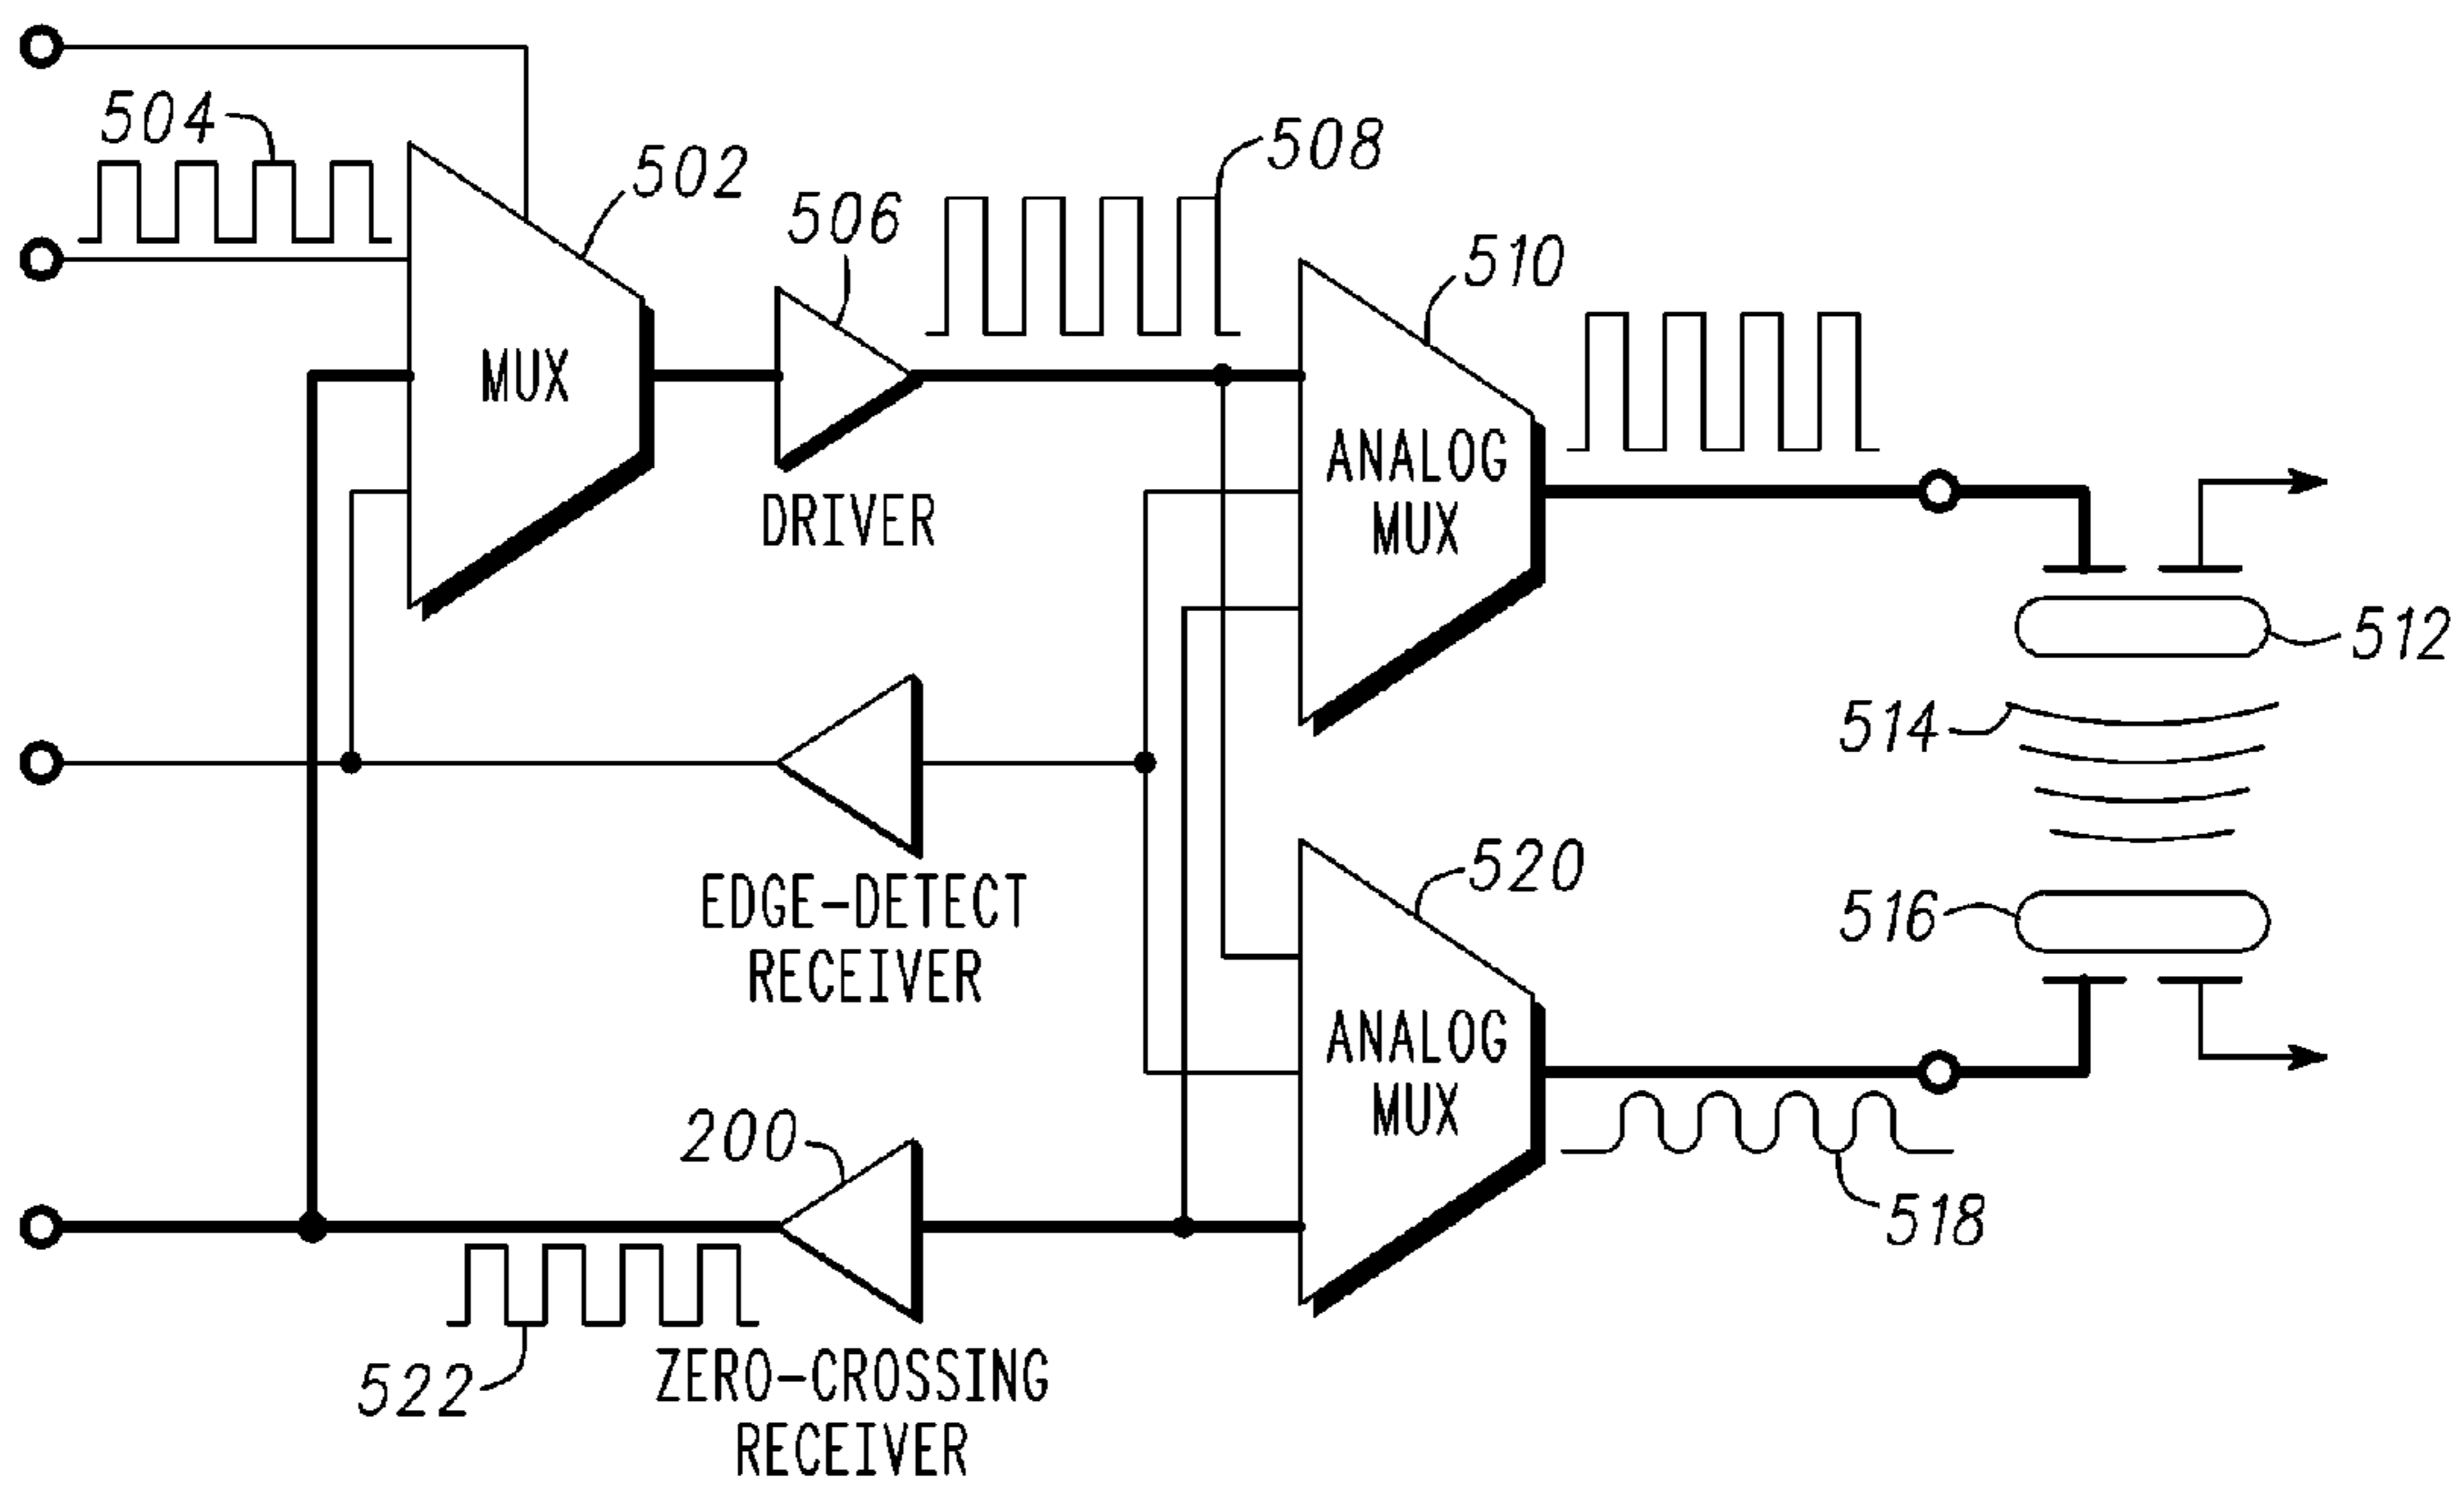 504
502
506
508
510
MUX
DRIVER
ANALOG
MUX
512
514
EDGE-DETECT
RECEIVER
520
516
ANALOG
MUX
200
518
522
ZERO-CROSSING
RECEIVER